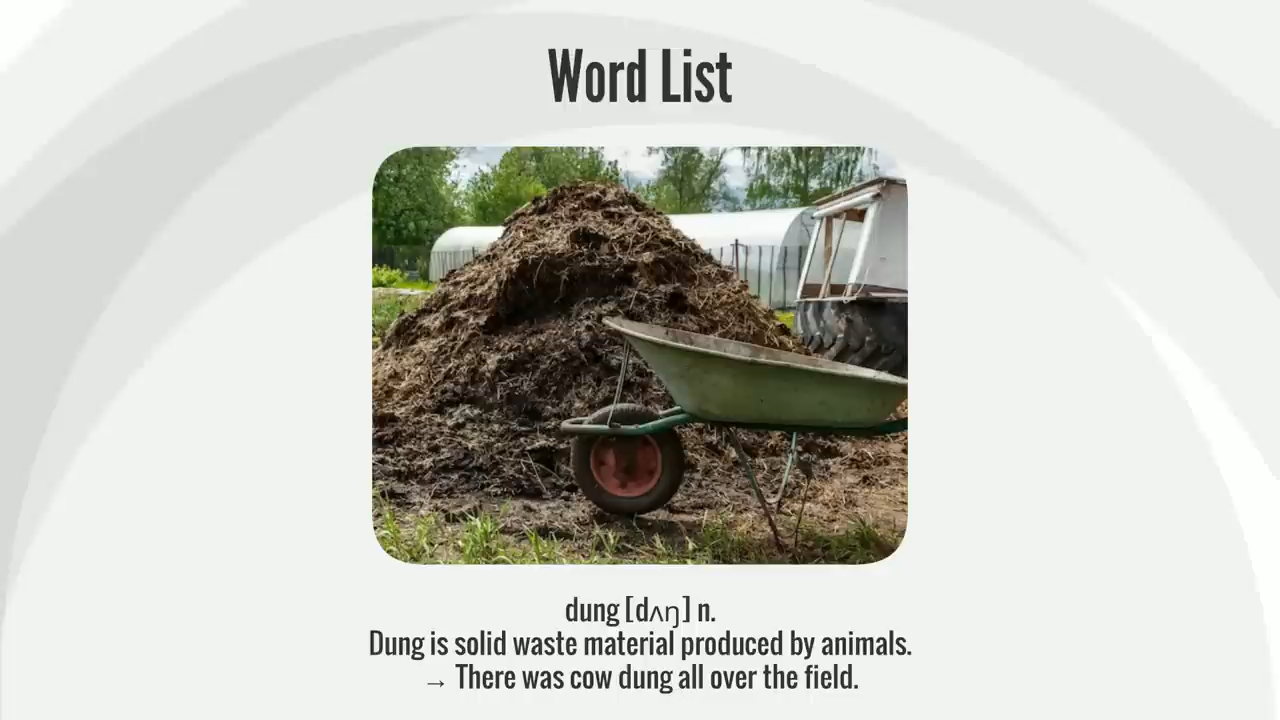 Word List
dung [dʌŋ] n.
Dung is solid waste material produced by animals.
→ There was cow dung all over the field.